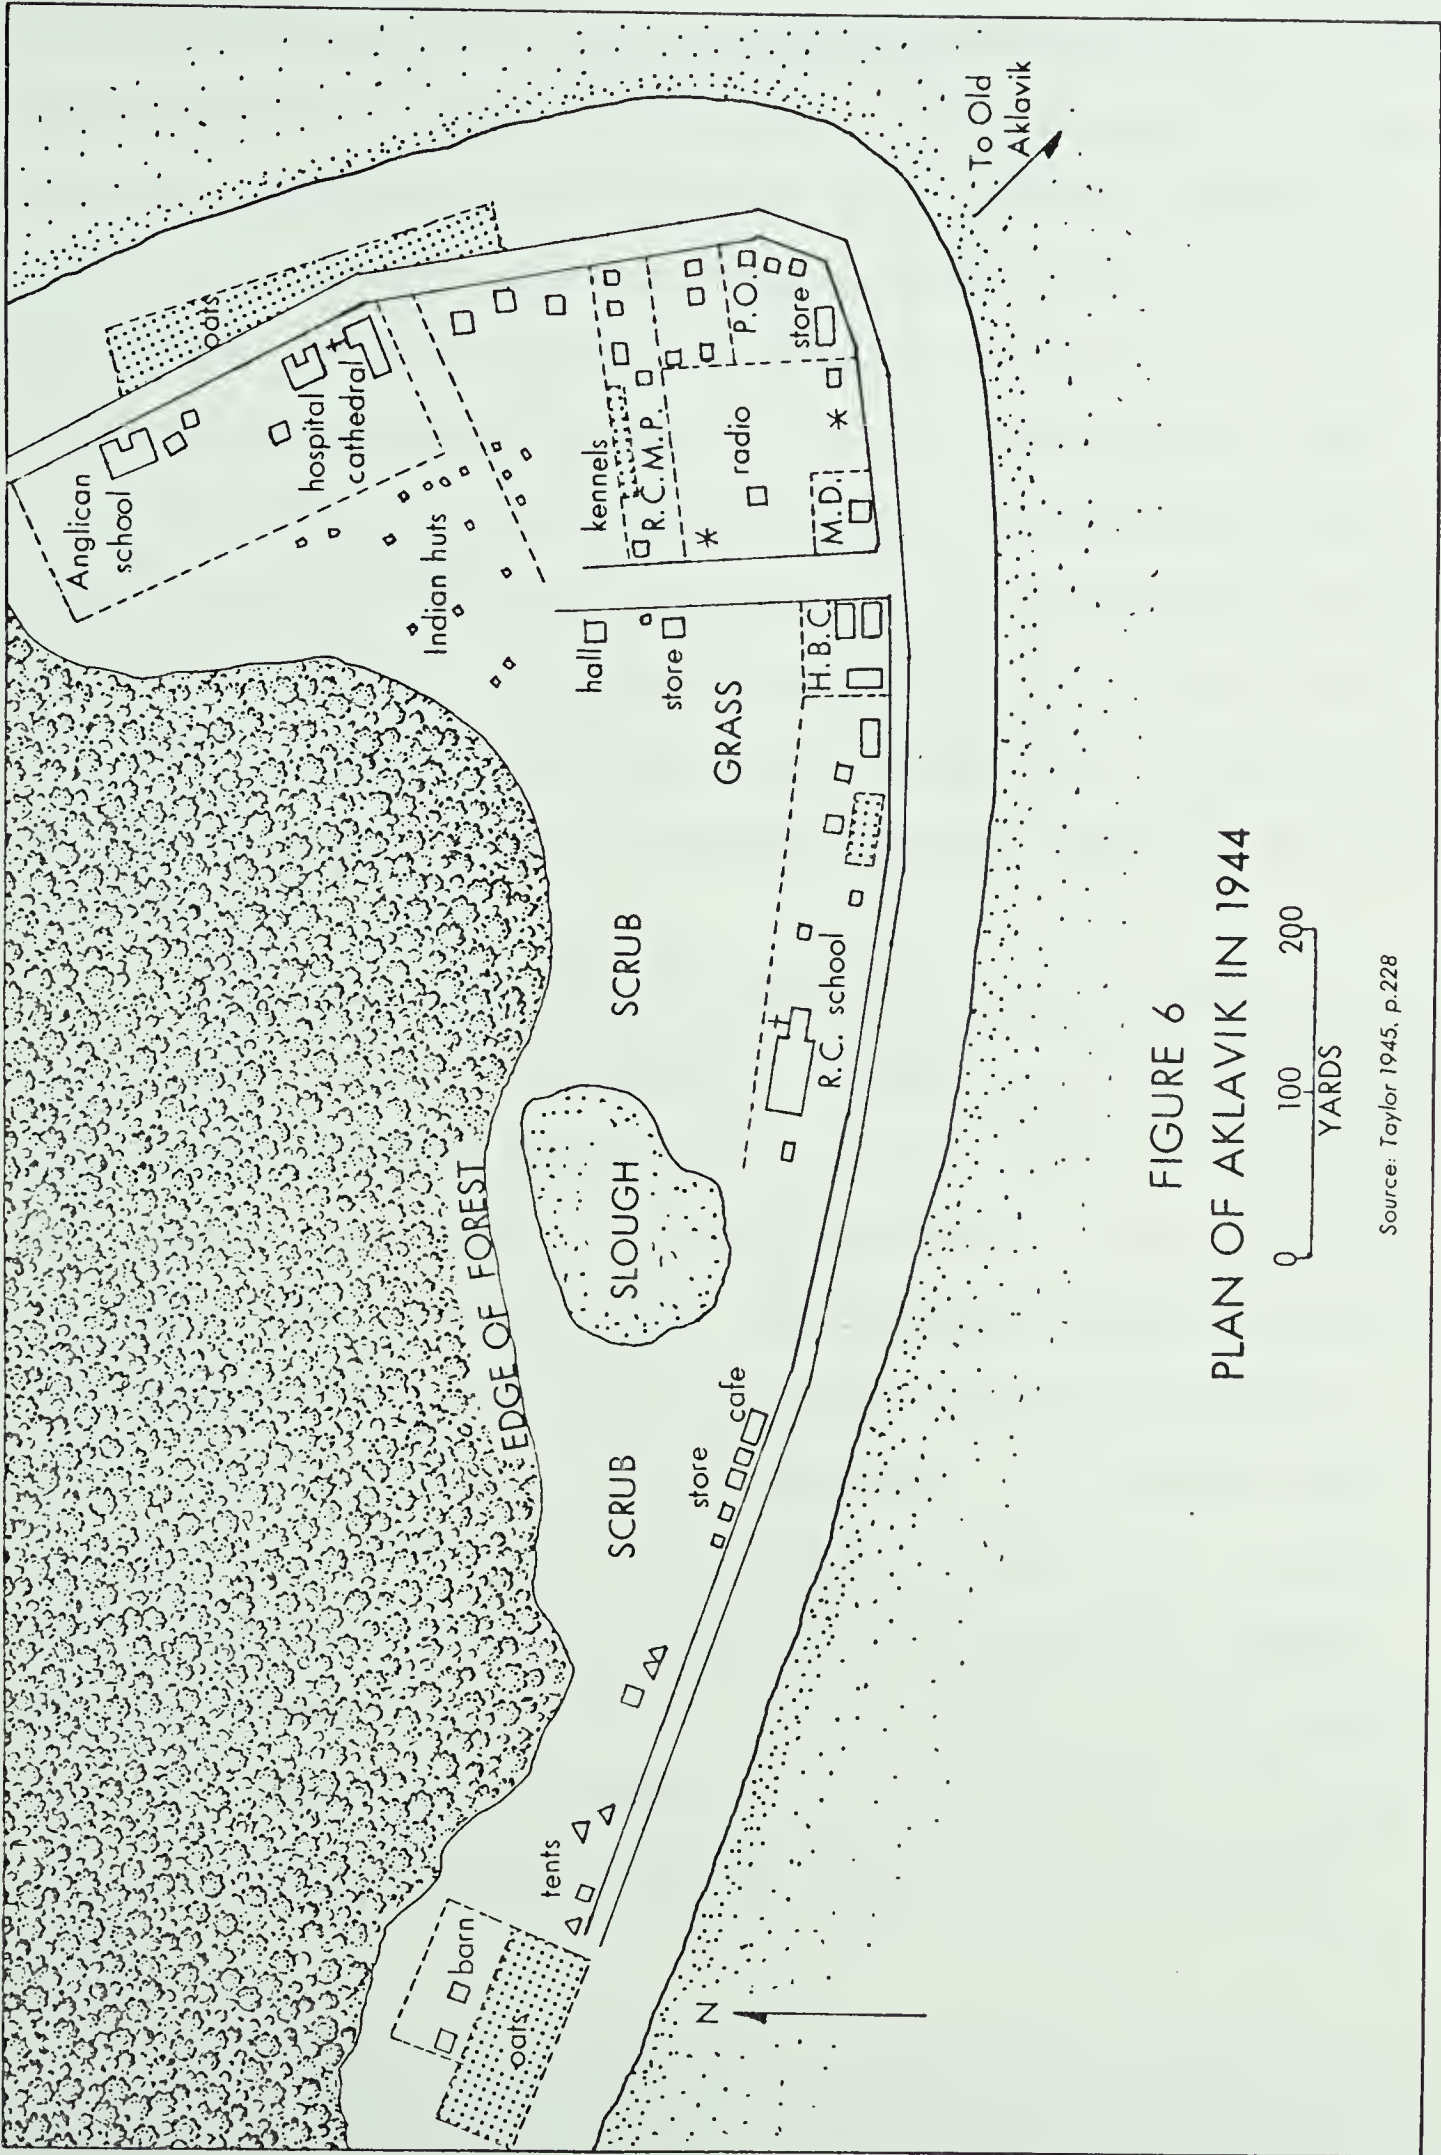 Anglican
school
oats
hospital
cathedral
Indian huts
kennels
R.C.M.P.
P.O.
store
radio
M.D.
hall
store
GRASS
H.B.C
SCRUB
R.C. school
EDGE OF FOREST
SLOUGH
SCRUB
store
cafe
tents
barn
oats
N
To Old
Aklavik
FIGURE 6
PLAN OF AKLAVIK IN 1944
0 100 200
YARDS
Source: Taylor 1945, p.228